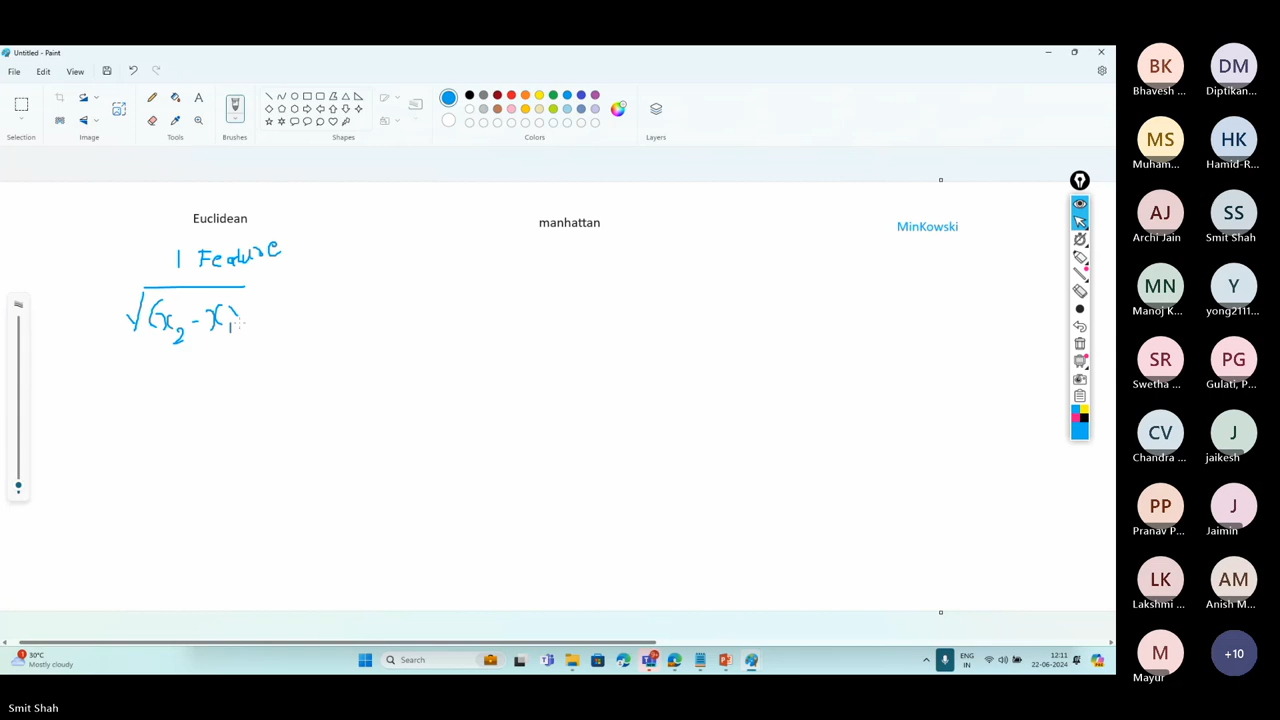 Untitled - Paint
File Edit View
Selection Image Tools Brushes Shapes Colors Layers
Euclidean manhattan MinKowski
1 Feature
√(x₂ - x₁)
30°C
Mostly cloudy
Search
ENG
IN
12:11
22-06-2024
BK DM
Bhavesh ... Diptikan...
MS HK
Muham... Hamid-R...
AJ SS
Archi Jain Smit Shah
MN Y
Manoj K... yong2111...
SR PG
Swetha ... Gulati, P...
CV J
Chandra ... jaikesh
PP J
Pranav P... Jaimin
LK AM
Lakshmi ... Anish M...
M +10
Mayur
Smit Shah